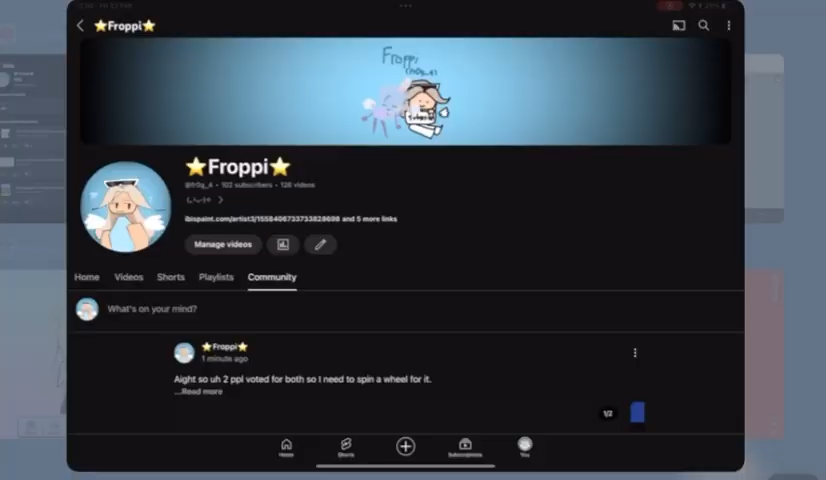 ⭐Froppi⭐
Froppi
⭐Froppi⭐
@fr0g_A • 102 subscribers • 126 videos
ibispaint.com/artist3/1558406733733828698 and 5 more links
Manage videos
Home Videos Shorts Playlists Community
What's on your mind?
⭐Froppi⭐
1 minute ago
Aight so uh 2 ppl voted for both so I need to spin a wheel for it.
...Read more
1/2
Home Shorts Subscriptions You